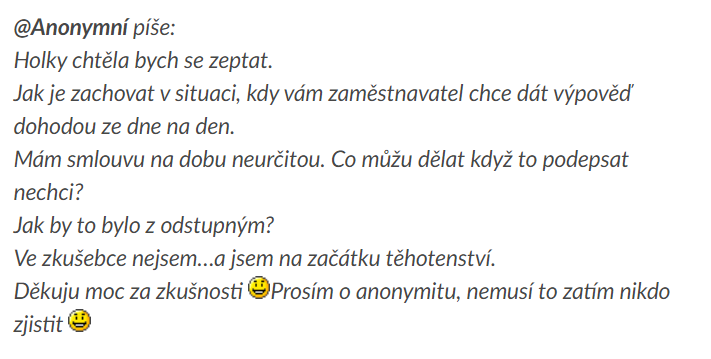 @Anonymní píše:
Holky chtěla bych se zeptat.
Jak je zachovat v situaci, kdy vám zaměstnavatel chce dát výpověď
dohodou ze dne na den.
Mám smlouvu na dobu neurčitou. Co můžu dělat když to podepsat
nechci?
Jak by to bylo z odstupným?
Ve zkušebce nejsem...a jsem na začátku těhotenství.
Děkuju moc za zkušenosti Prosím o anonymitu, nemusí to zatím nikdo
zjistit